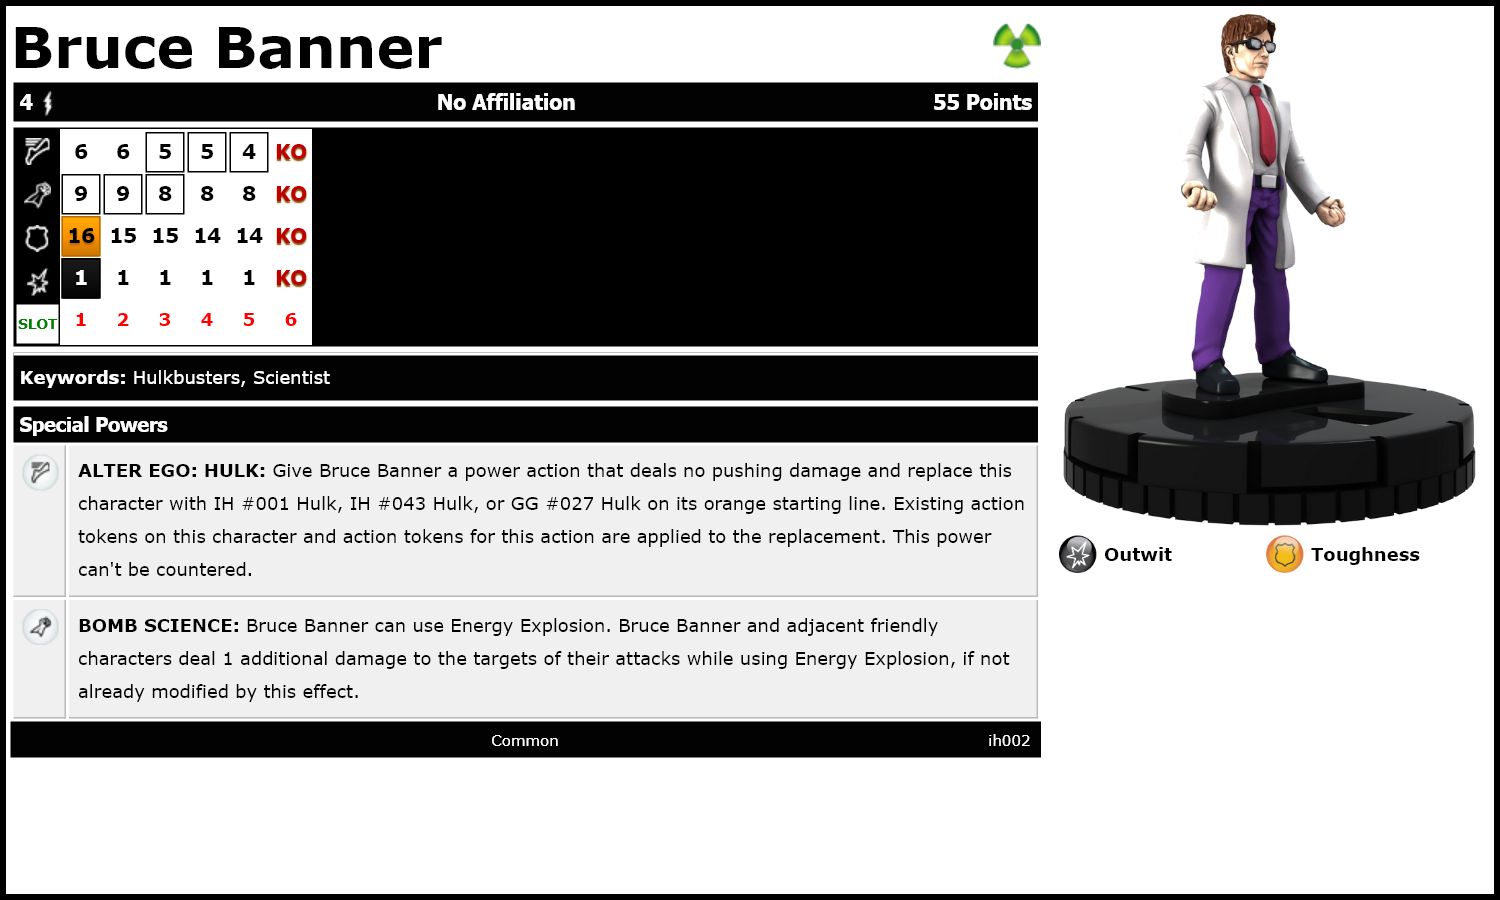 Bruce Banner
4 No Affiliation 55 Points
6 6 5 5 4 KO
9 9 8 8 8 KO
16 15 15 14 14 KO
1 1 1 1 1 KO
SLOT 1 2 3 4 5 6
Keywords: Hulkbusters, Scientist
Special Powers
ALTER EGO: HULK: Give Bruce Banner a power action that deals no pushing damage and replace this
character with IH #001 Hulk, IH #043 Hulk, or GG #027 Hulk on its orange starting line. Existing action
tokens on this character and action tokens for this action are applied to the replacement. This power
can't be countered.
BOMB SCIENCE: Bruce Banner can use Energy Explosion. Bruce Banner and adjacent friendly
characters deal 1 additional damage to the targets of their attacks while using Energy Explosion, if not
already modified by this effect.
Common ih002
Outwit Toughness